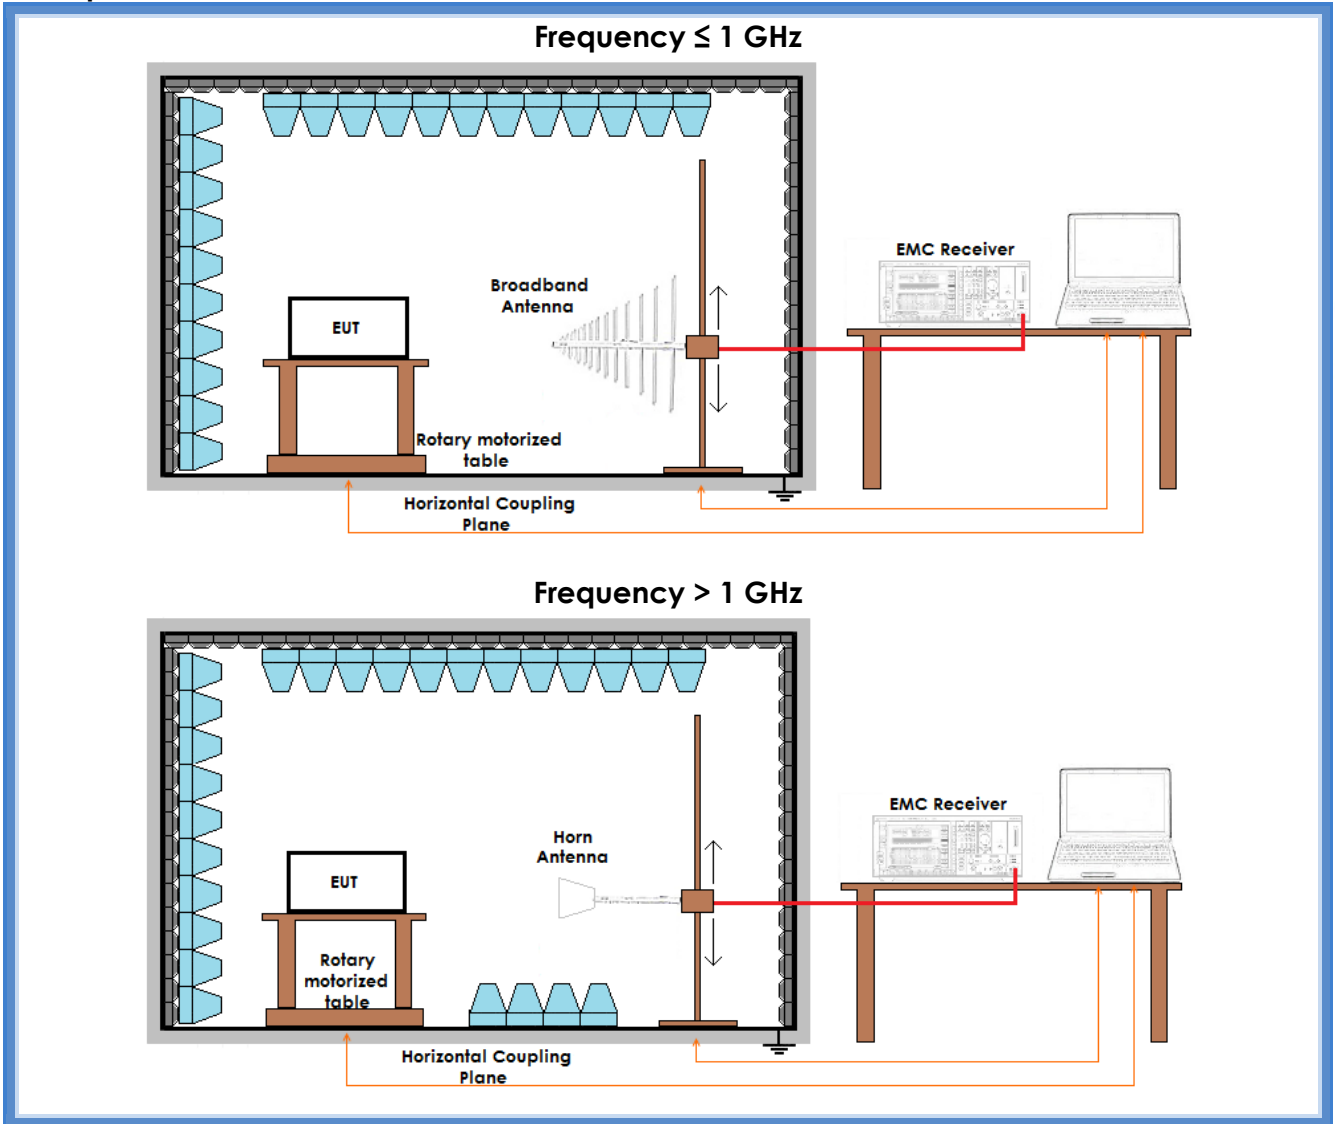 Frequency ≤ 1 GHz
EMC Receiver
Broadband
Antenna
EUT
Rotary motorized
table
Horizontal Coupling
Plane
Frequency > 1 GHz
EMC Receiver
Horn
Antenna
EUT
Rotary
motorized
table
Horizontal Coupling
Plane